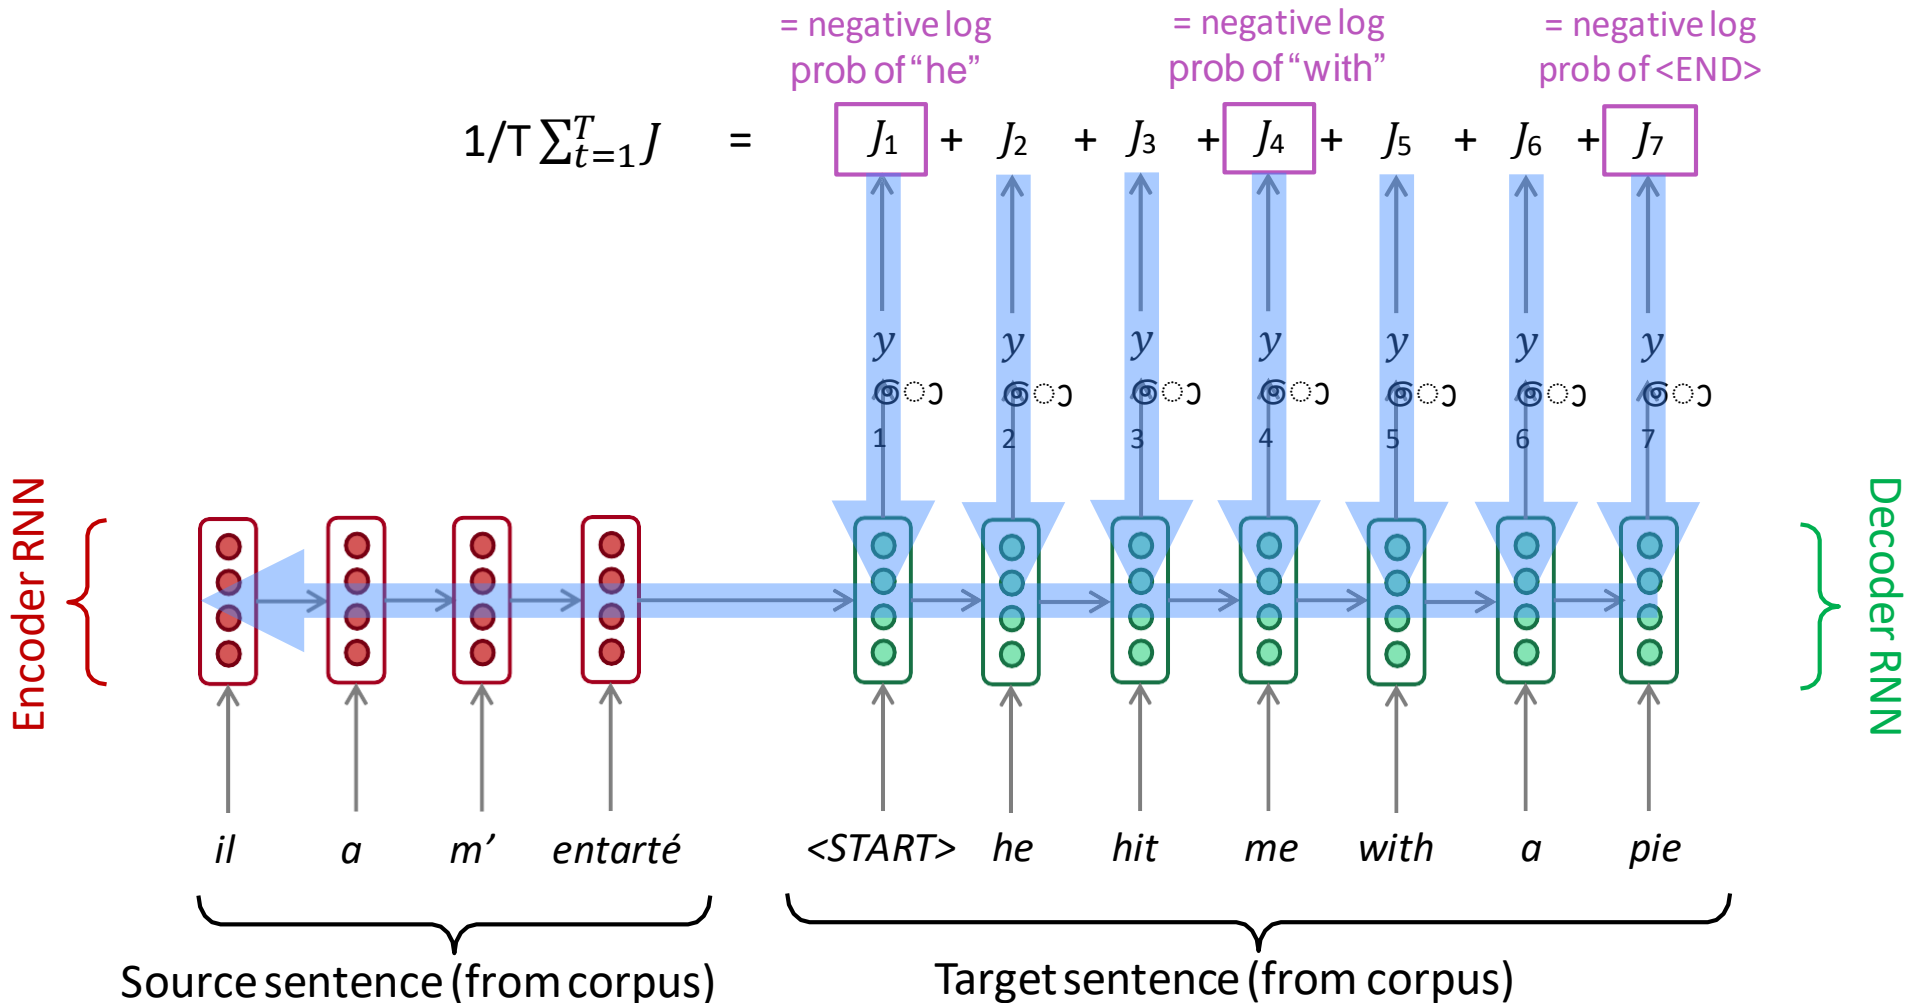 = negative log
prob of “he”
= negative log
prob of “with”
= negative log
prob of <END>
1/T ∑ᵀₜ₌₁ J = J₁ + J₂ + J₃ + J₄ + J₅ + J₆ + J₇
y y y y y y y
1 2 3 4 5 6 7
Encoder RNN
Decoder RNN
il a m’ entarté <START> he hit me with a pie
Source sentence (from corpus)
Target sentence (from corpus)